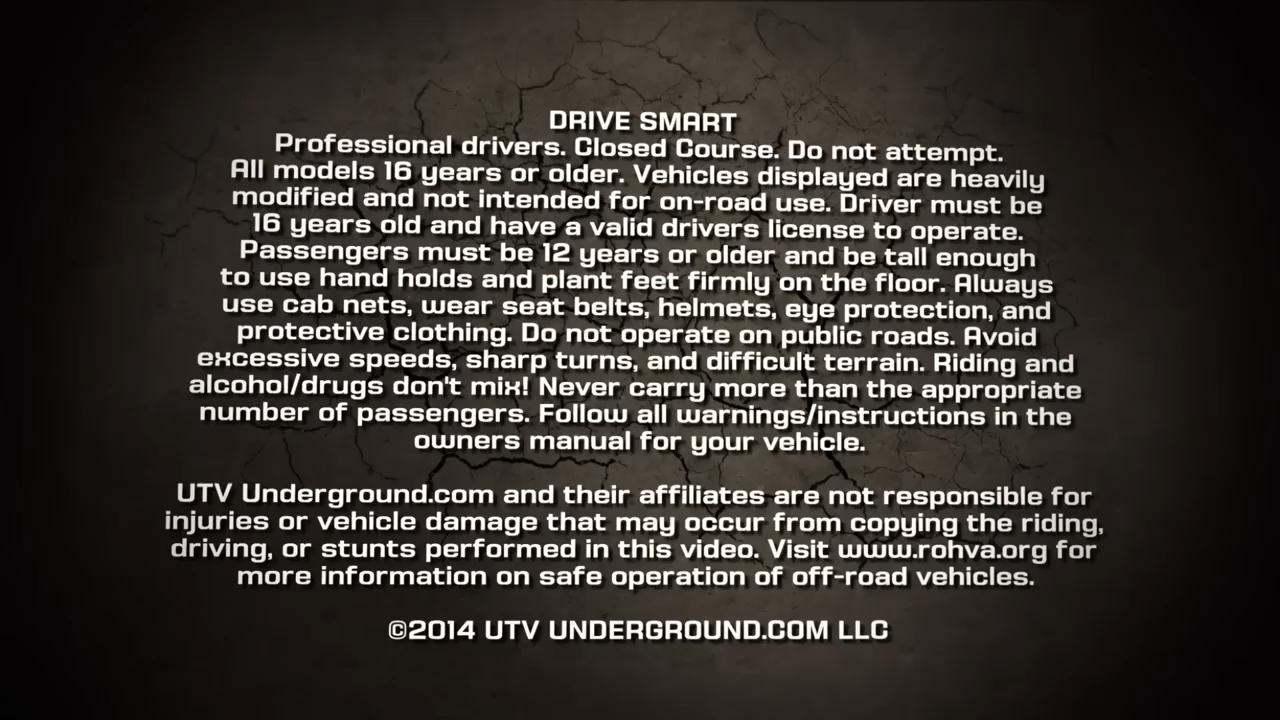 DRIVE SMART
Professional drivers. Closed Course. Do not attempt.
All models 16 years or older. Vehicles displayed are heavily
modified and not intended for on-road use. Driver must be
16 years old and have a valid drivers license to operate.
Passengers must be 12 years or older and be tall enough
to use hand holds and plant feet firmly on the floor. Always
use cab nets, wear seat belts, helmets, eye protection, and
protective clothing. Do not operate on public roads. Avoid
excessive speeds, sharp turns, and difficult terrain. Riding and
alcohol/drugs don't mix! Never carry more than the appropriate
number of passengers. Follow all warnings/instructions in the
owners manual for your vehicle.
UTV Underground.com and their affiliates are not responsible for
injuries or vehicle damage that may occur from copying the riding,
driving, or stunts performed in this video. Visit www.rohva.org for
more information on safe operation of off-road vehicles.
©2014 UTV UNDERGROUND.COM LLC